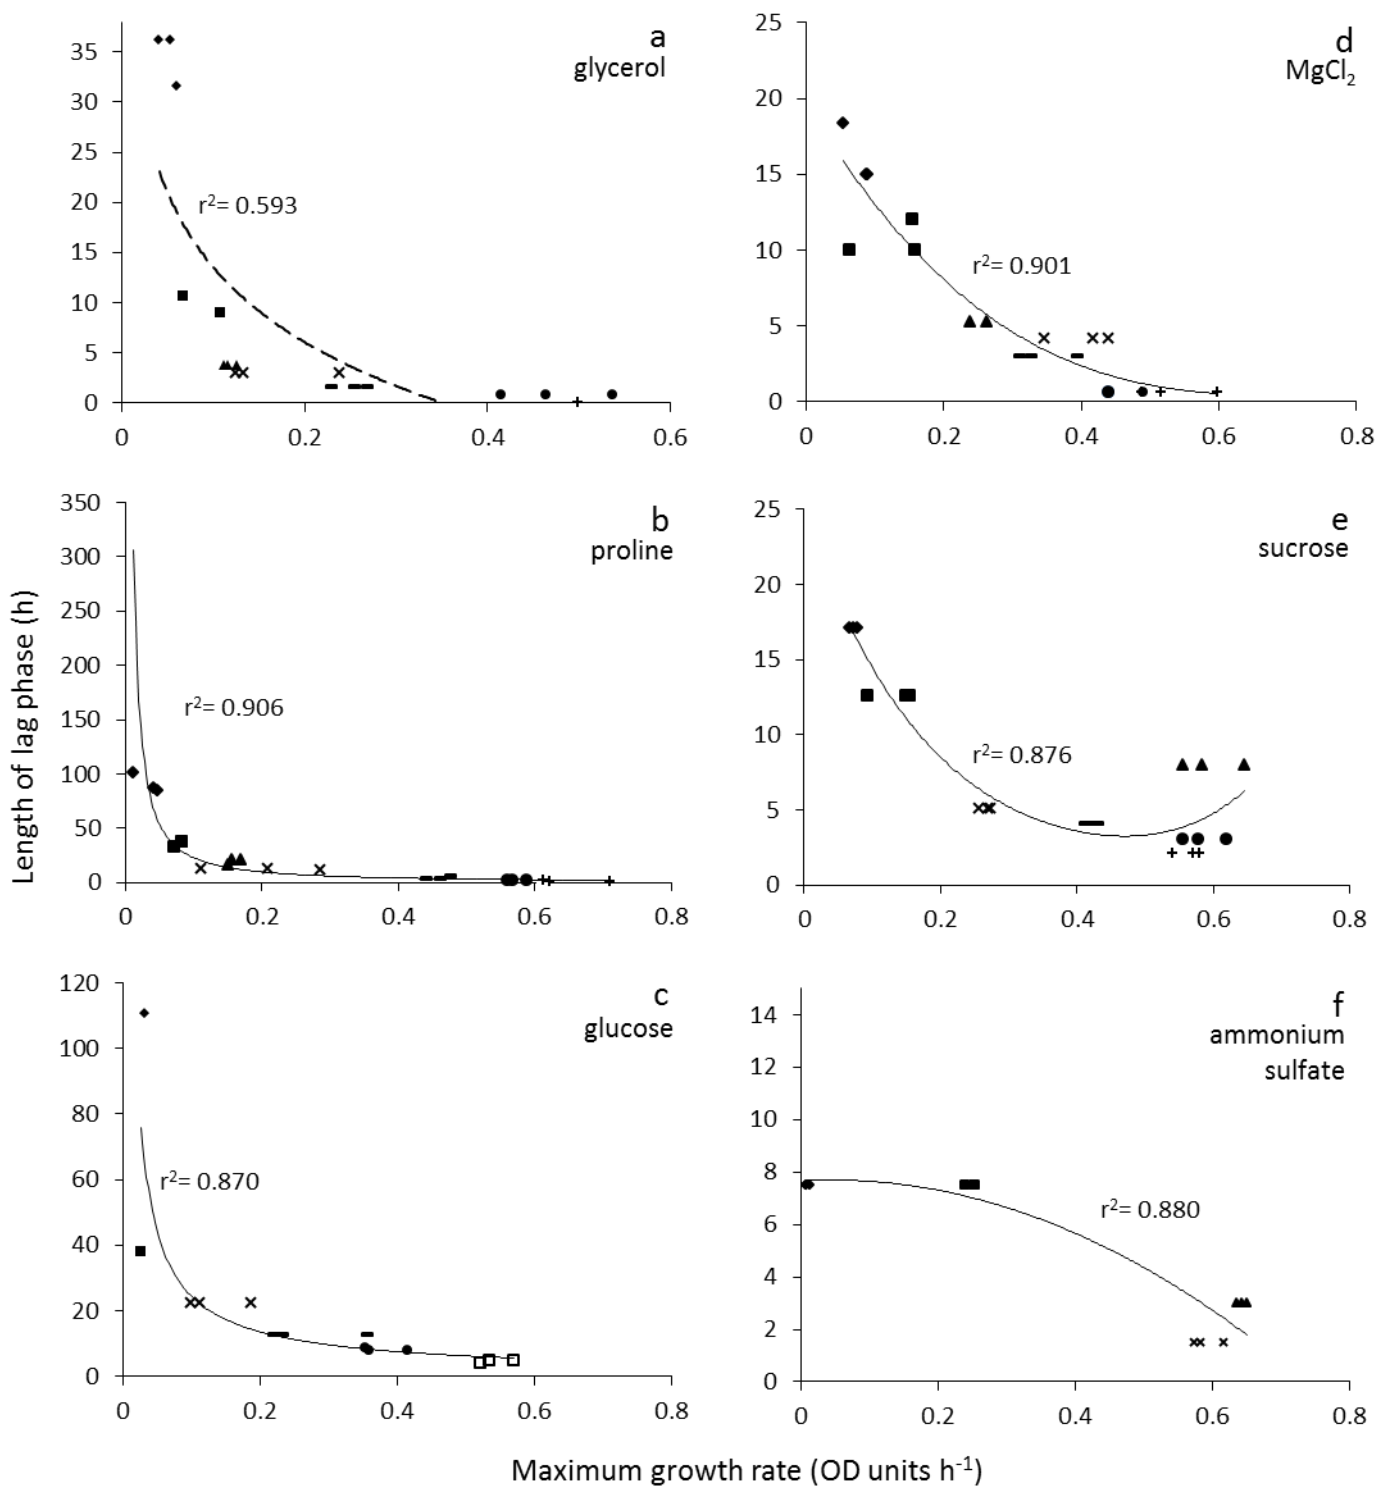 a
glycerol
35
30
25
20
15
10
5
0
r²= 0.593
0 0.2 0.4 0.6
d
MgCl₂
25
20
15
10
5
0
r²= 0.901
0 0.2 0.4 0.6 0.8
b
proline
350
300
250
200
150
100
50
0
r²= 0.906
0 0.2 0.4 0.6 0.8
e
sucrose
25
20
15
10
5
0
r²= 0.876
0 0.2 0.4 0.6 0.8
c
glucose
120
100
80
60
40
20
0
r²= 0.870
0 0.2 0.4 0.6 0.8
f
ammonium
sulfate
14
12
10
8
6
4
2
0
r²= 0.880
0 0.2 0.4 0.6 0.8
Length of lag phase (h)
Maximum growth rate (OD units h⁻¹)